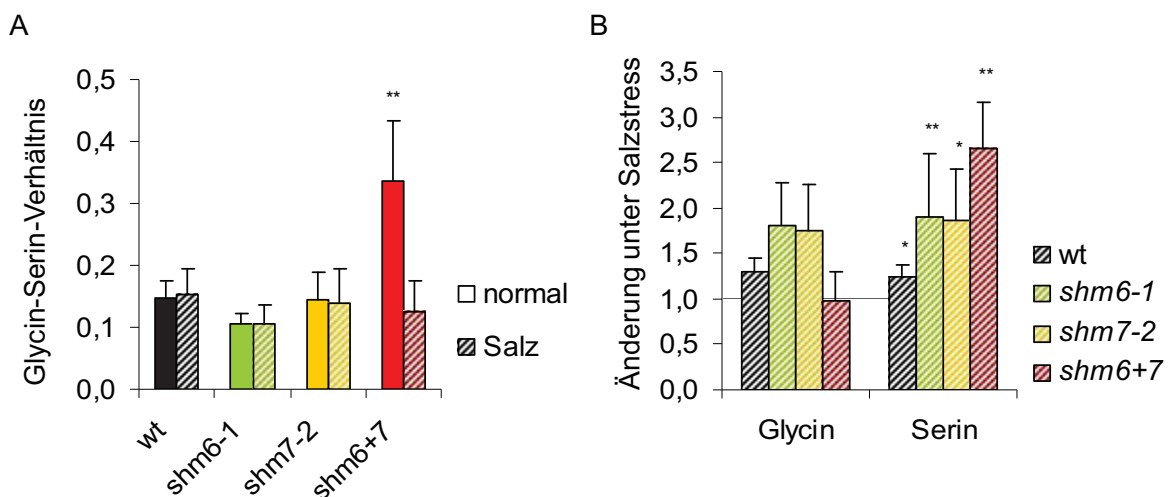 A
Glycin-Serin-Verhältnis
0,5
0,4
0,3
0,2
0,1
0,0
**
wt
shm6-1
shm7-2
shm6+7
normal
Salz
B
Änderung unter Salzstress
3,5
3,0
2,5
2,0
1,5
1,0
0,5
0,0
*
**
*
**
Glycin
Serin
wt
shm6-1
shm7-2
shm6+7